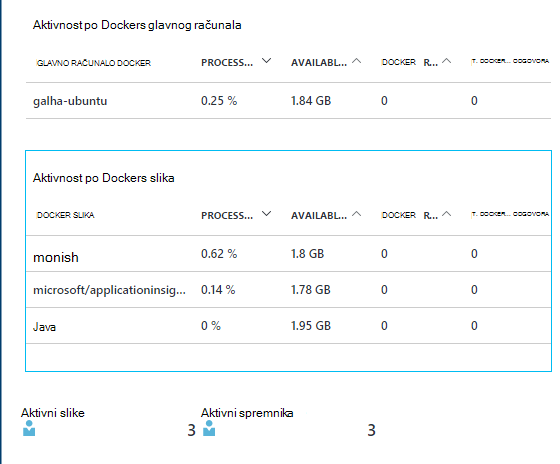 Aktivnost po Dockers glavnog računala
GLAVNO RAČUNALO DOCKER PROCESS... AVAILABL... DOCKER R... T. DOCKER... ODGOVORA
galha-ubuntu 0.25 % 1.84 GB 0 0
Aktivnost po Dockers slika
DOCKER SLIKA PROCESS... AVAILABL... DOCKER R... T. DOCKER... ODGOVORA
monish 0.62 % 1.8 GB 0 0
microsoft/applicationinsig... 0.14 % 1.78 GB 0 0
Java 0 % 1.95 GB 0 0
Aktivni slike Aktivni spremnika
3 3